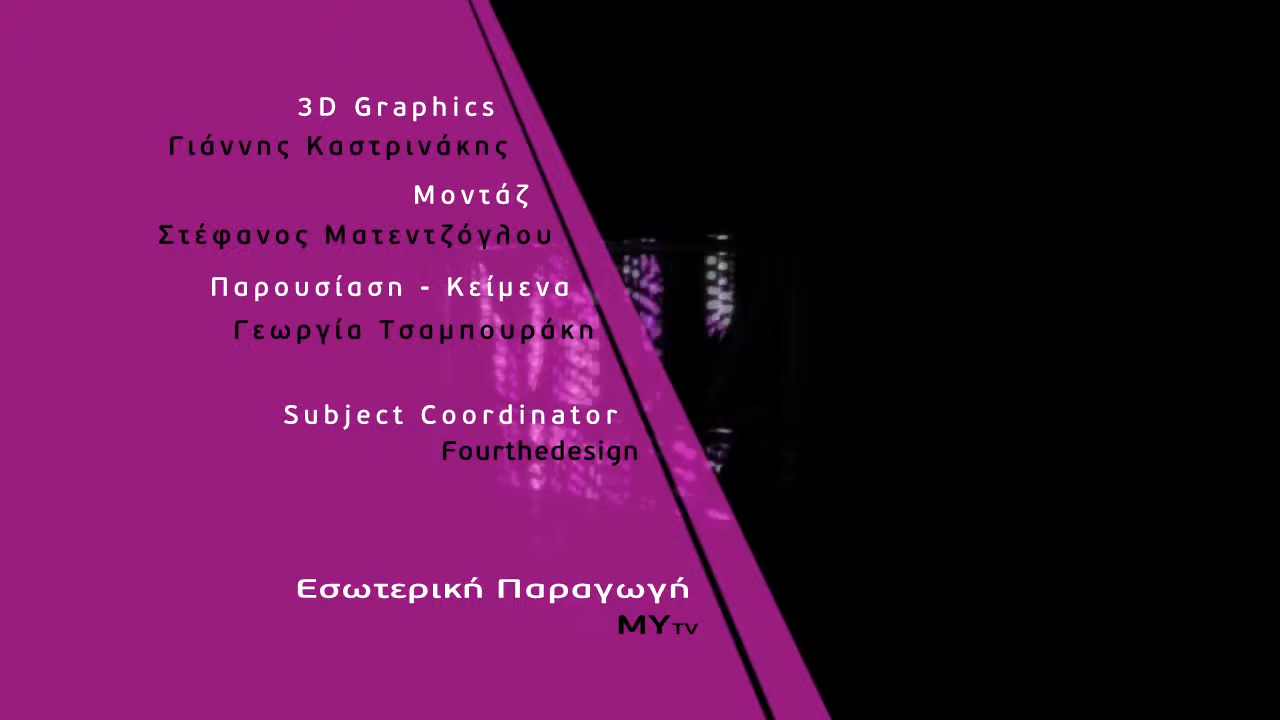 3D Graphics
Γιάννης Καστρινάκης
Μοντάζ
Στέφανος Ματεντζόγλου
Παρουσίαση - Κείμενα
Γεωργία Τσαμπουράκη
Subject Coordinator
Fourthedesign
Εσωτερική Παραγωγή
MYTV